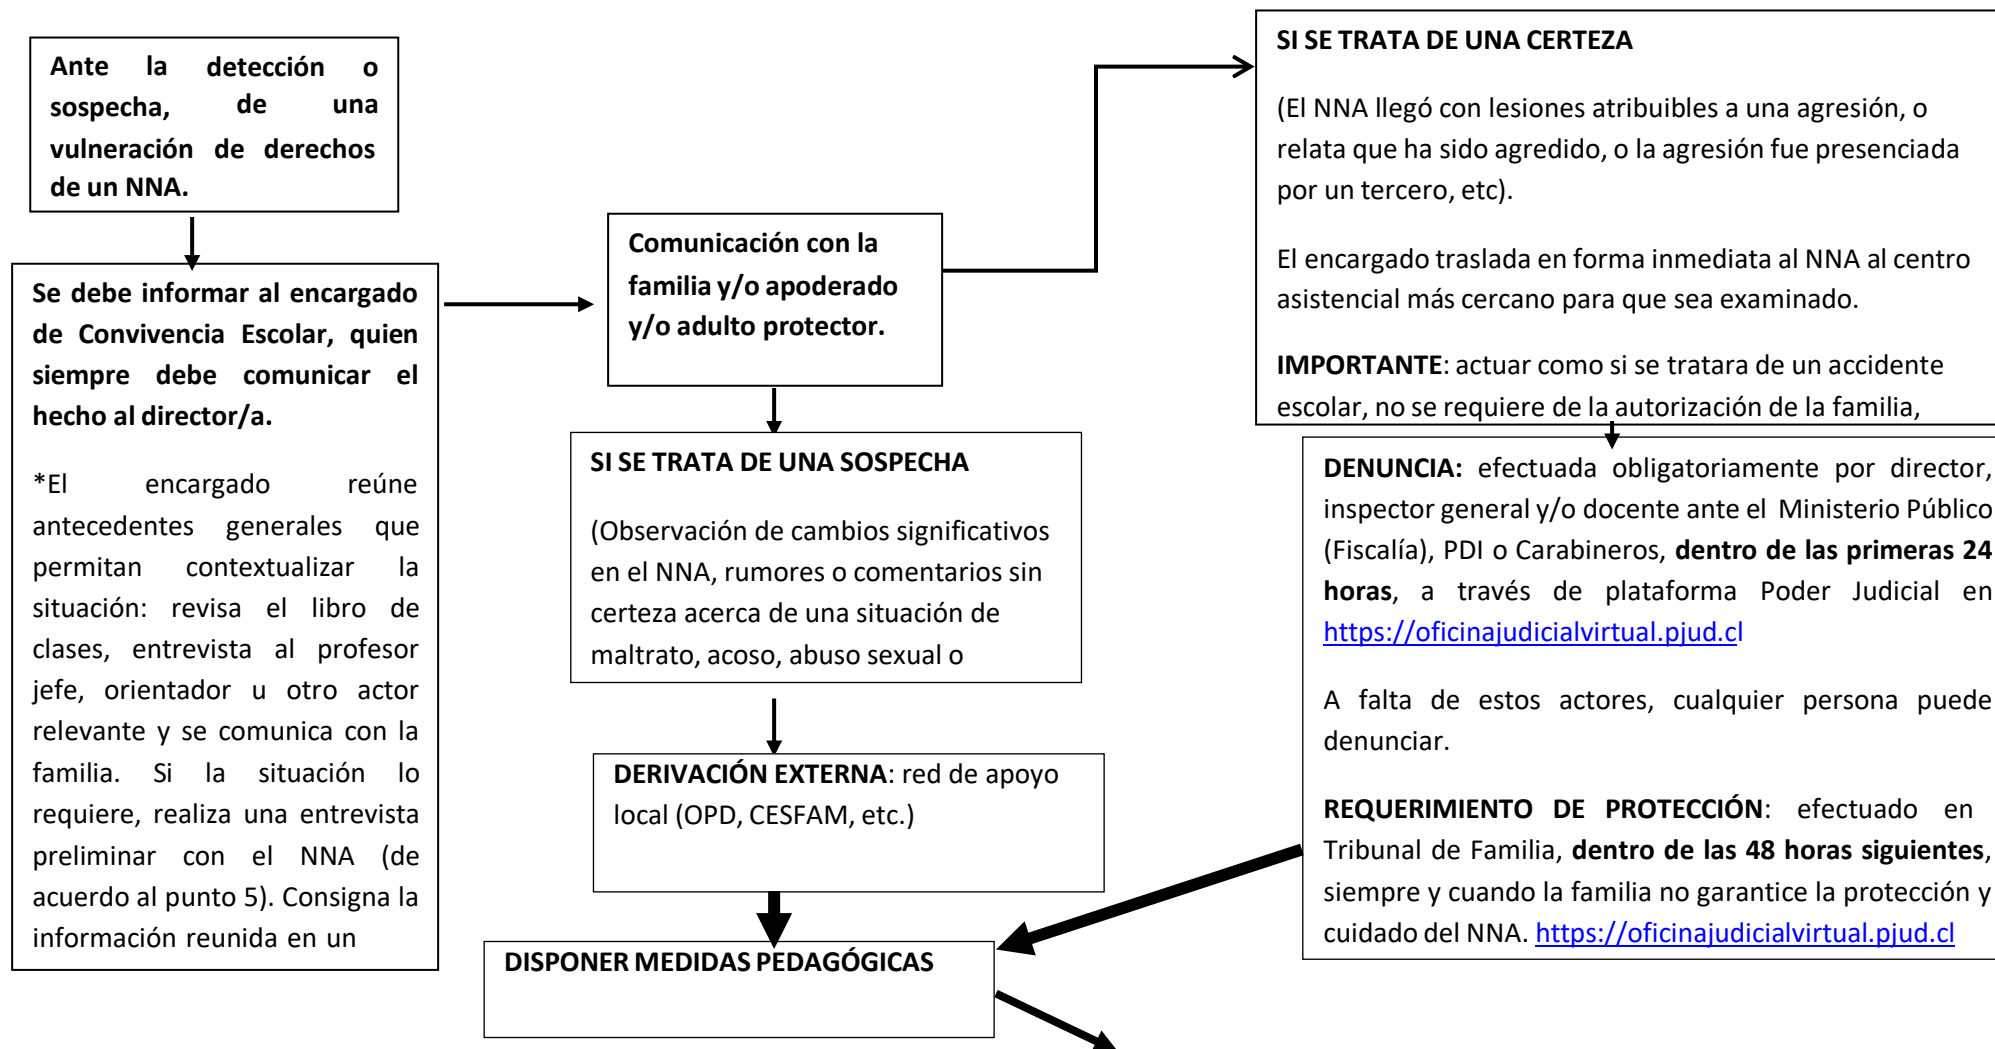 Ante la detección o
sospecha, de una
vulneración de derechos
de un NNA.
Se debe informar al encargado
de Convivencia Escolar, quien
siempre debe comunicar el
hecho al director/a.
*El encargado reúne
antecedentes generales que
permitan contextualizar la
situación: revisa el libro de
clases, entrevista al profesor
jefe, orientador u otro actor
relevante y se comunica con la
familia. Si la situación lo
requiere, realiza una entrevista
preliminar con el NNA (de
acuerdo al punto 5). Consigna la
información reunida en un
Comunicación con la
familia y/o apoderado
y/o adulto protector.
SI SE TRATA DE UNA SOSPECHA
(Observación de cambios significativos
en el NNA, rumores o comentarios sin
certeza acerca de una situación de
maltrato, acoso, abuso sexual o
DERIVACIÓN EXTERNA: red de apoyo
local (OPD, CESFAM, etc.)
DISPONER MEDIDAS PEDAGÓGICAS
SI SE TRATA DE UNA CERTEZA
(El NNA llegó con lesiones atribuibles a una agresión, o
relata que ha sido agredido, o la agresión fue presenciada
por un tercero, etc).
El encargado traslada en forma inmediata al NNA al centro
asistencial más cercano para que sea examinado.
IMPORTANTE: actuar como si se tratara de un accidente
escolar, no se requiere de la autorización de la familia,
DENUNCIA: efectuada obligatoriamente por director,
inspector general y/o docente ante el Ministerio Público
(Fiscalía), PDI o Carabineros, dentro de las primeras 24
horas, a través de plataforma Poder Judicial en
https://oficinajudicialvirtual.pjud.cl
A falta de estos actores, cualquier persona puede
denunciar.
REQUERIMIENTO DE PROTECCIÓN: efectuado en
Tribunal de Familia, dentro de las 48 horas siguientes,
siempre y cuando la familia no garantice la protección y
cuidado del NNA. https://oficinajudicialvirtual.pjud.cl